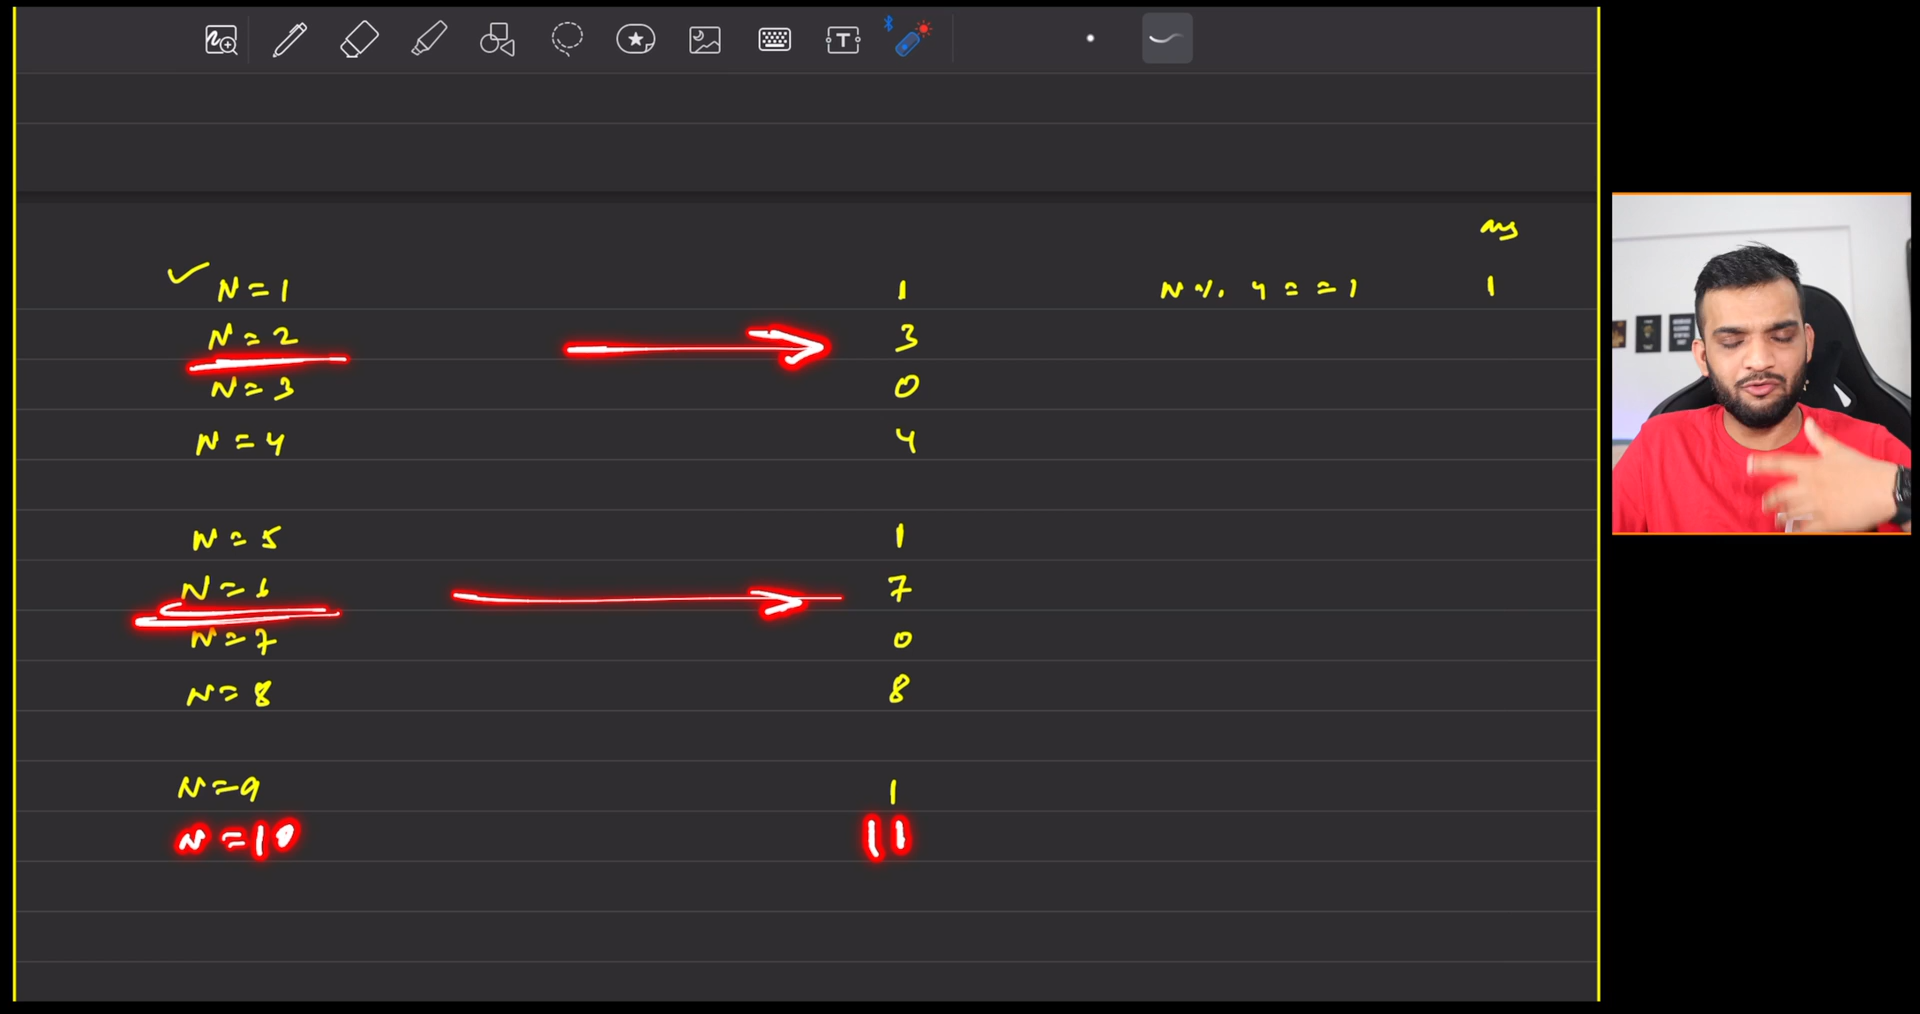 ans
N = 1 1 N % 4 == 1 1
N = 2 3
N = 3 0
N = 4 4
N = 5 1
N = 6 7
N = 7 0
N = 8 8
N = 9 1
N = 10 11